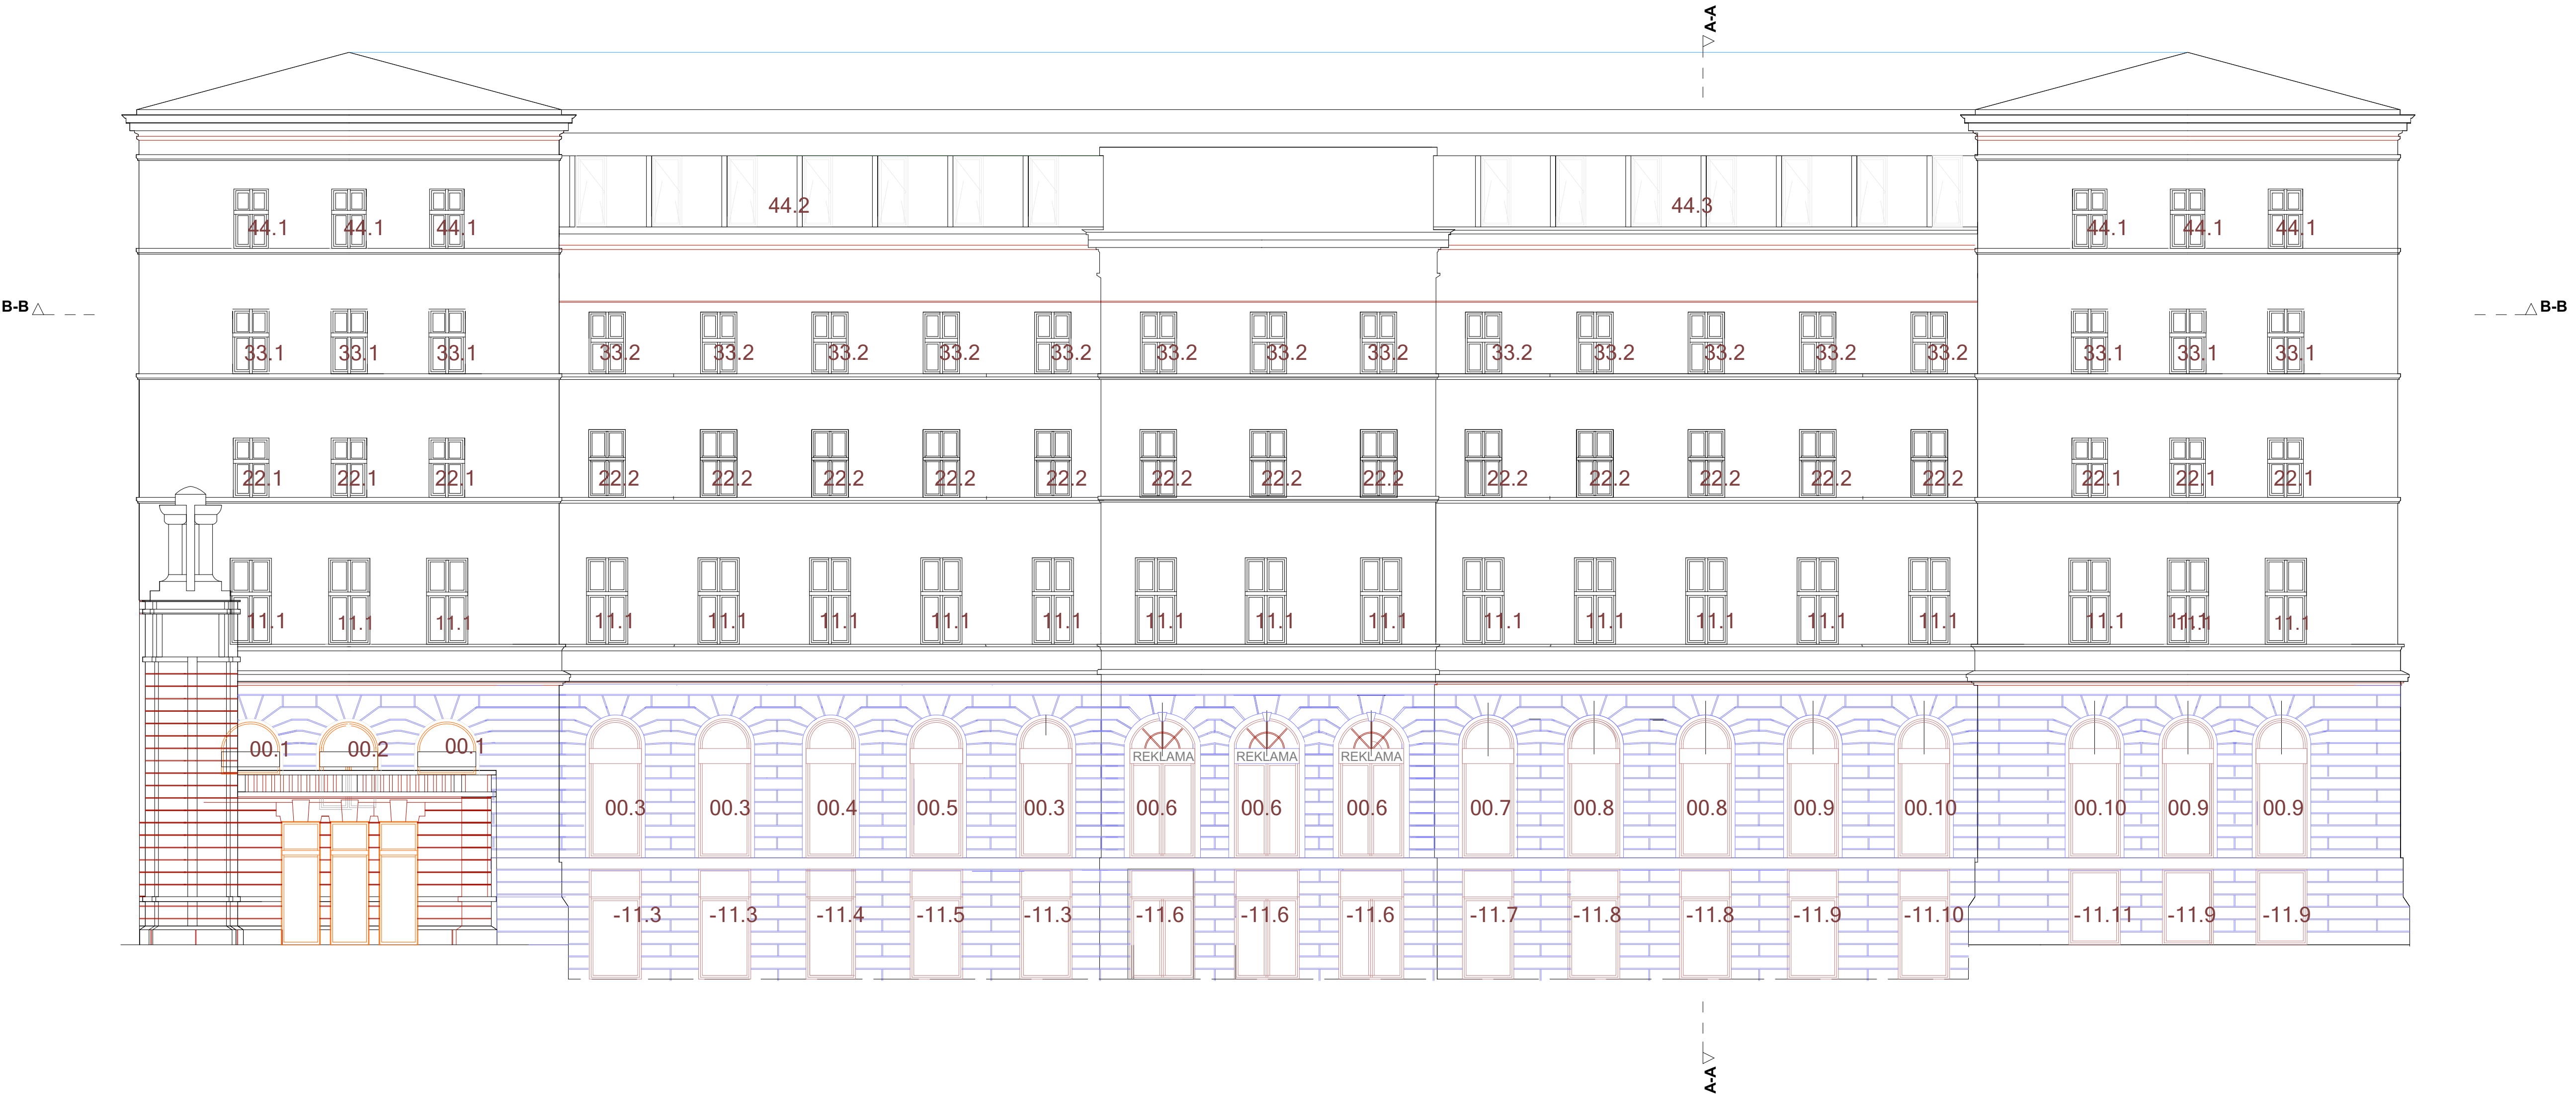 A-A
44.2 44.3
44.1 44.1 44.1 44.1 44.1 44.1
B-B B-B
33.1 33.1 33.1 33.2 33.2 33.2 33.2 33.2 33.2 33.2 33.2 33.2 33.2 33.2 33.2 33.2 33.1 33.1 33.1
22.1 22.1 22.1 22.2 22.2 22.2 22.2 22.2 22.2 22.2 22.2 22.2 22.2 22.2 22.2 22.2 22.1 22.1 22.1
11.1 11.1 11.1 11.1 11.1 11.1 11.1 11.1 11.1 11.1 11.1 11.1 11.1 11.1 11.1 11.1 11.1 11.1 11.1 11.1
00.1 00.2 00.1
REKLAMA REKLAMA REKLAMA
00.3 00.3 00.4 00.5 00.3 00.6 00.6 00.6 00.7 00.8 00.8 00.9 00.10 00.10 00.9 00.9
-11.3 -11.3 -11.4 -11.5 -11.3 -11.6 -11.6 -11.6 -11.7 -11.8 -11.8 -11.9 -11.10 -11.11 -11.9 -11.9
A-A